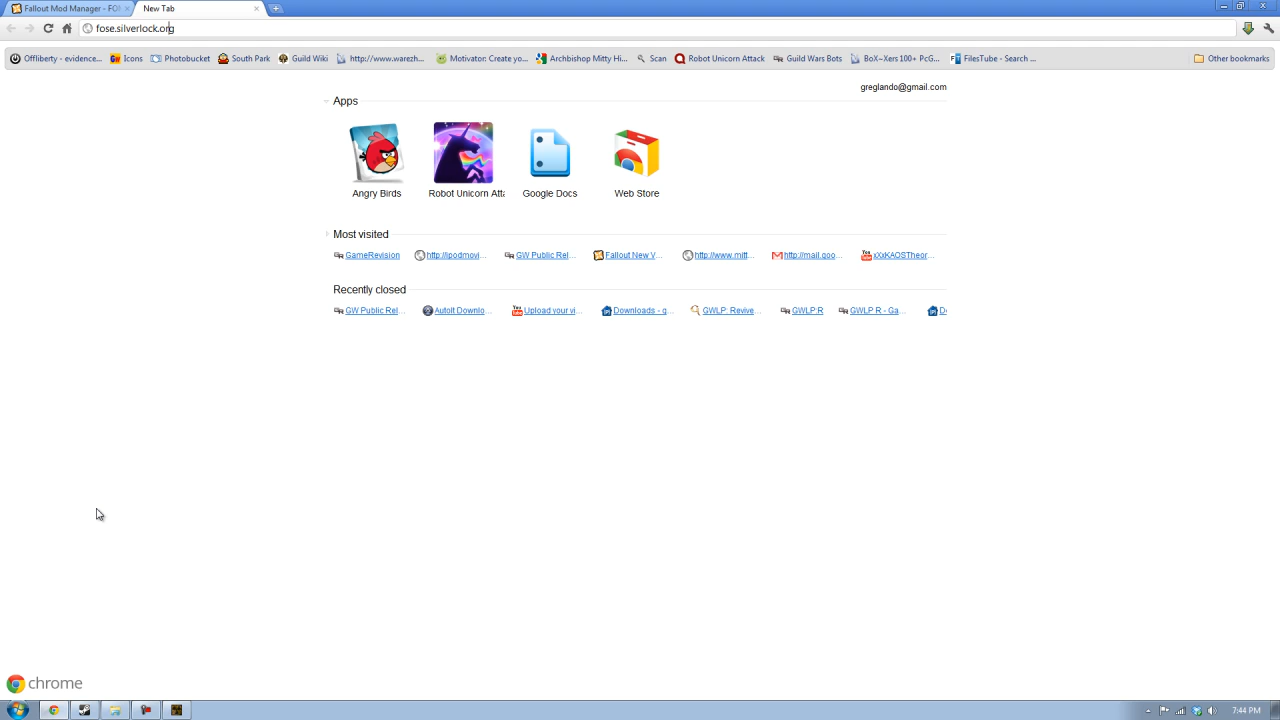 Fallout Mod Manager - FO
New Tab
fose.silverlock.org
Offliberty - evidence...
Icons
Photobucket
South Park
Guild Wiki
http://www.warezh...
Motivator: Create yo...
Archbishop Mitty Hi...
Scan
Robot Unicorn Attack
Guild Wars Bots
BoX~Xers 100+ PcG...
FilesTube - Search ...
Other bookmarks
greglando@gmail.com
Apps
Angry Birds
Robot Unicorn Atta
Google Docs
Web Store
Most visited
GameRevision
http://ipodmovi...
GW Public Rel...
Fallout New V...
http://www.mitt...
http://mail.goo...
xXxKAOSTheor...
Recently closed
GW Public Rel...
AutoIt Downlo...
Upload your vi...
Downloads - g...
GWLP: Revive...
GWLP:R
GWLP R - Ga...
chrome
7:44 PM